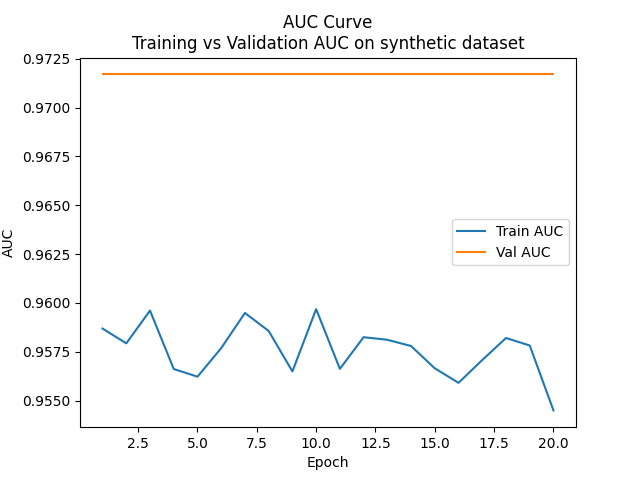 AUC Curve
Training vs Validation AUC on synthetic dataset
0.9725
0.9700
0.9675
0.9650
0.9625
0.9600
0.9575
0.9550
AUC
Train AUC
Val AUC
2.5 5.0 7.5 10.0 12.5 15.0 17.5 20.0
Epoch